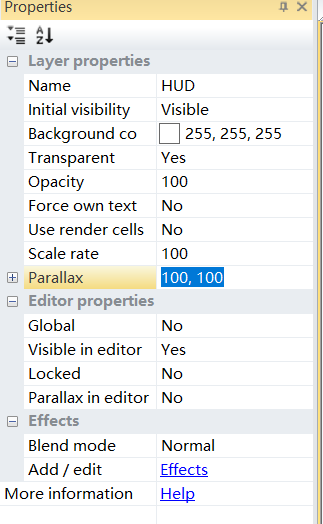 Properties
Layer properties
Name HUD
Initial visibility Visible
Background co 255, 255, 255
Transparent Yes
Opacity 100
Force own text No
Use render cells No
Scale rate 100
Parallax 100, 100
Editor properties
Global No
Visible in editor Yes
Locked No
Parallax in editor No
Effects
Blend mode Normal
Add / edit Effects
More information Help